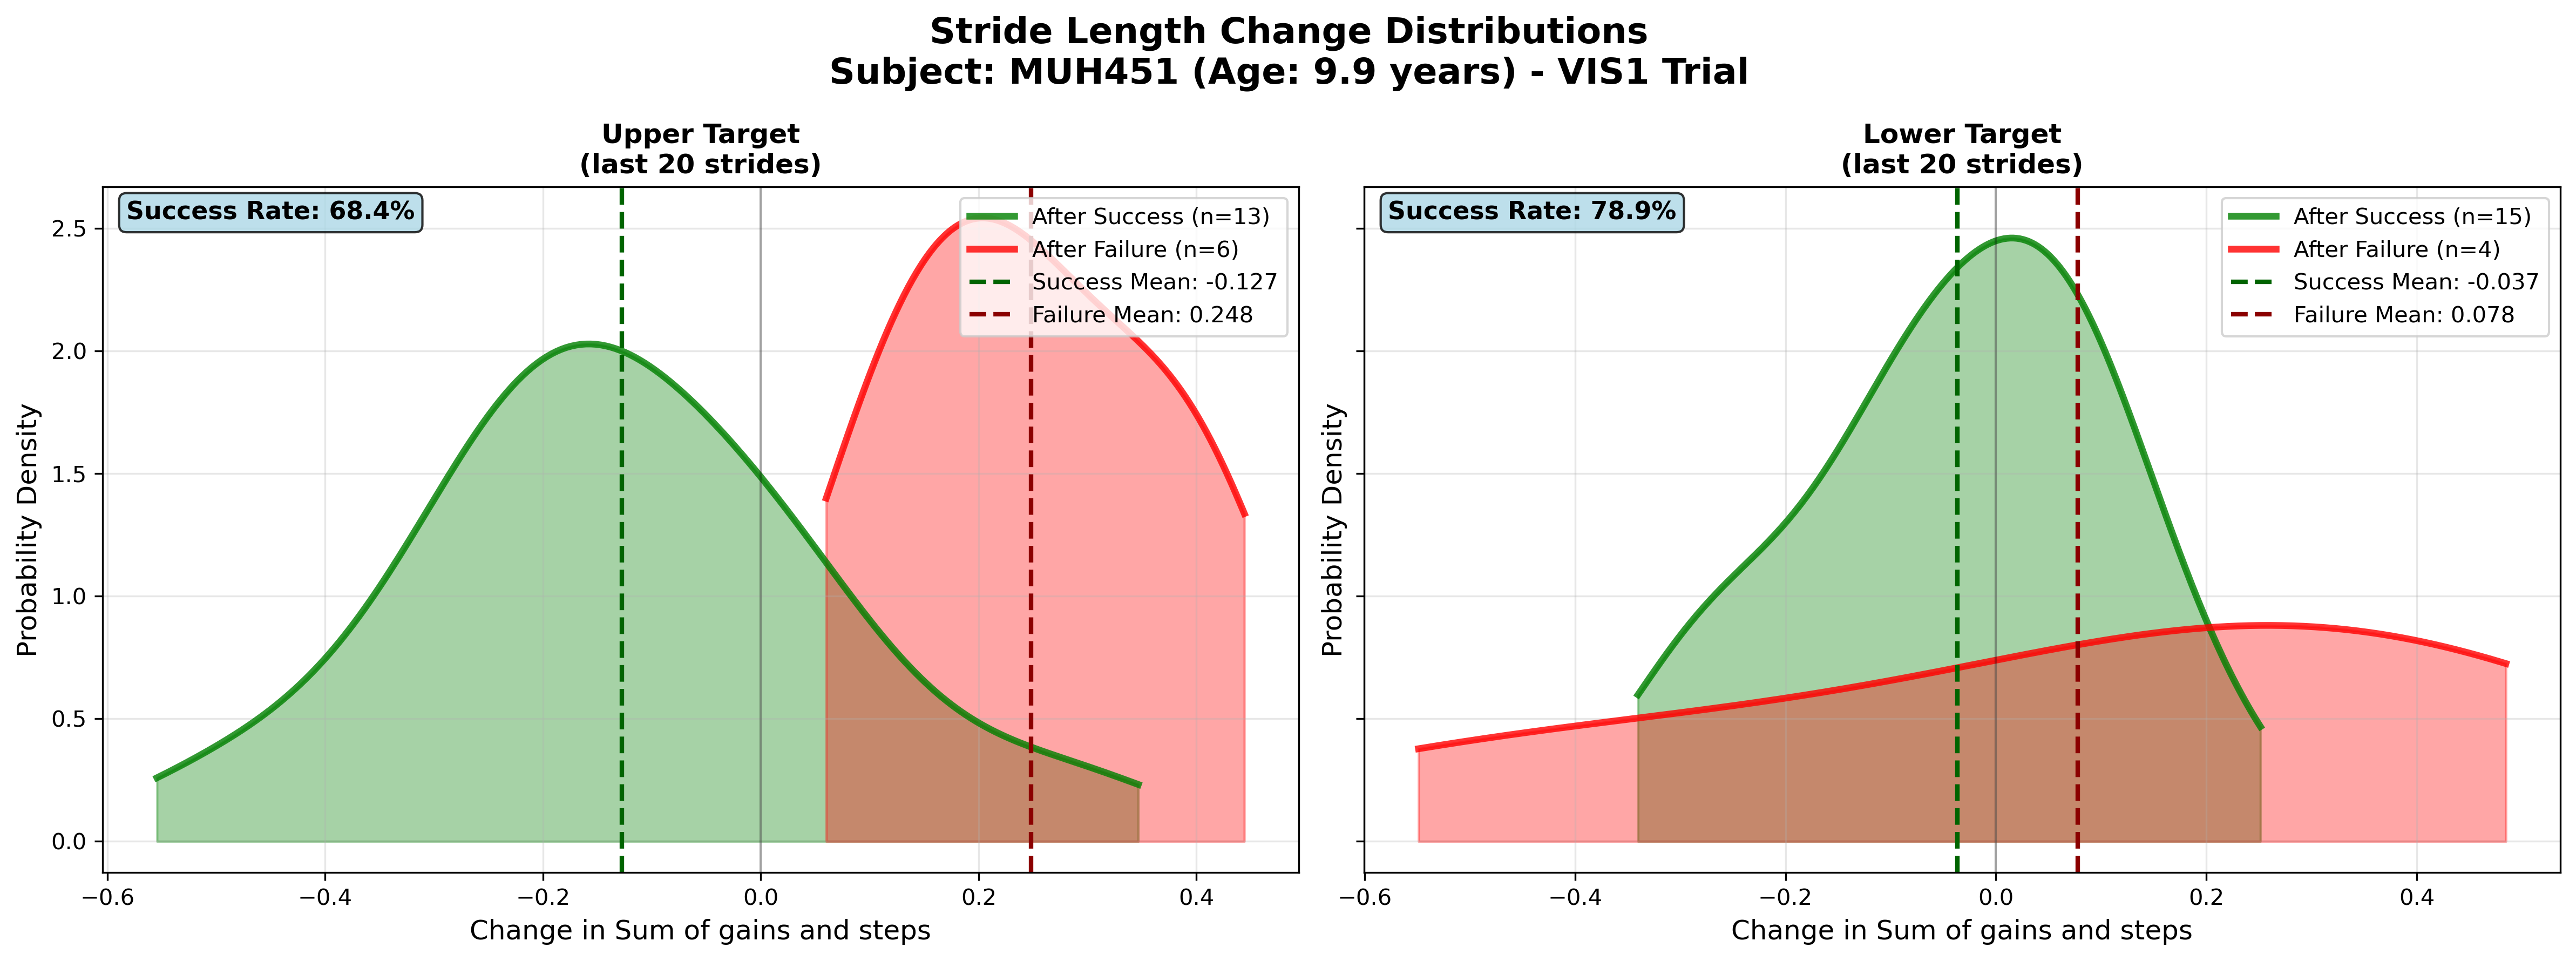 Stride Length Change Distributions
Subject: MUH451 (Age: 9.9 years) - VIS1 Trial
Upper Target
(last 20 strides)
Success Rate: 68.4%
After Success (n=13)
After Failure (n=6)
Success Mean: -0.127
Failure Mean: 0.248
Probability Density
2.5
2.0
1.5
1.0
0.5
0.0
−0.6 −0.4 −0.2 0.0 0.2 0.4
Change in Sum of gains and steps
Lower Target
(last 20 strides)
Success Rate: 78.9%
After Success (n=15)
After Failure (n=4)
Success Mean: -0.037
Failure Mean: 0.078
Probability Density
−0.6 −0.4 −0.2 0.0 0.2 0.4
Change in Sum of gains and steps